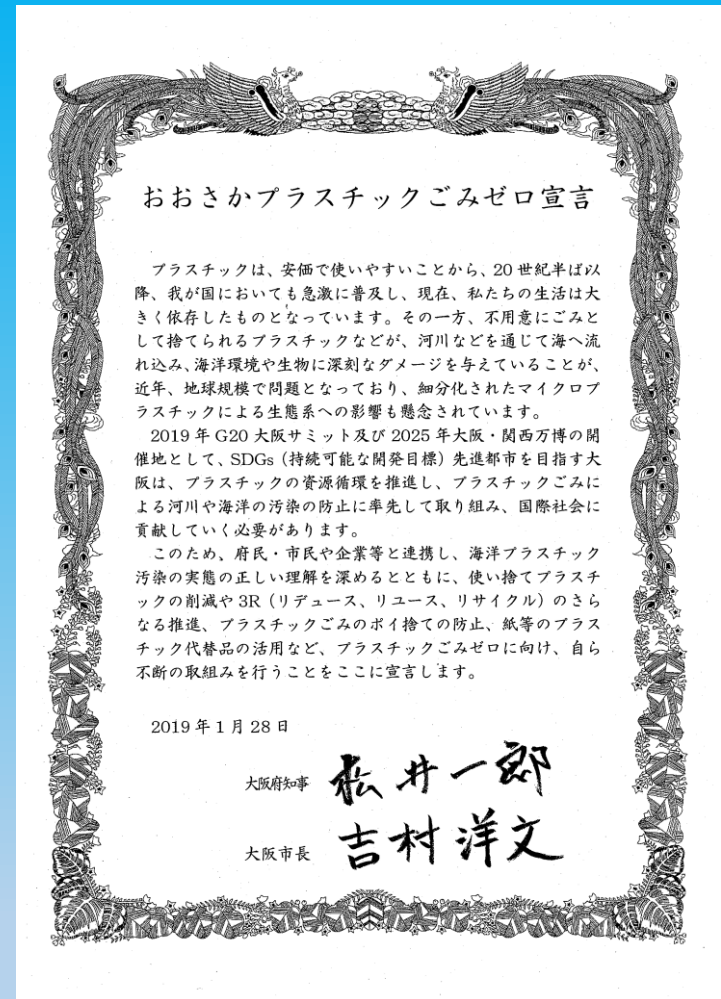 おおさかプラスチックごみゼロ宣言
プラスチックは、安価で使いやすいことから、20世紀半ば以
降、我が国においても急激に普及し、現在、私たちの生活は大
きく依存したものとなっています。その一方、不用意にごみと
して捨てられるプラスチックなどが、河川などを通じて海へ流
れ込み、海洋環境や生物に深刻なダメージを与えていることが、
近年、地球規模で問題となっており、細分化されたマイクロプ
ラスチックによる生態系への影響も懸念されています。
2019年G20大阪サミット及び2025年大阪・関西万博の開
催地として、SDGs（持続可能な開発目標）先進都市を目指す大
阪は、プラスチックの資源循環を推進し、プラスチックごみに
よる河川や海洋の汚染の防止に率先して取り組み、国際社会に
貢献していく必要があります。
このため、府民・市民や企業等と連携し、海洋プラスチック
汚染の実態の正しい理解を深めるとともに、使い捨てプラスチ
ックの削減や3R（リデュース、リユース、リサイクル）のさら
なる推進、プラスチックごみのポイ捨ての防止、紙等のプラス
チック代替品の活用など、プラスチックごみゼロに向け、自ら
不断の取組みを行うことをここに宣言します。
2019年1月28日
大阪府知事 松井一郎
大阪市長 吉村洋文